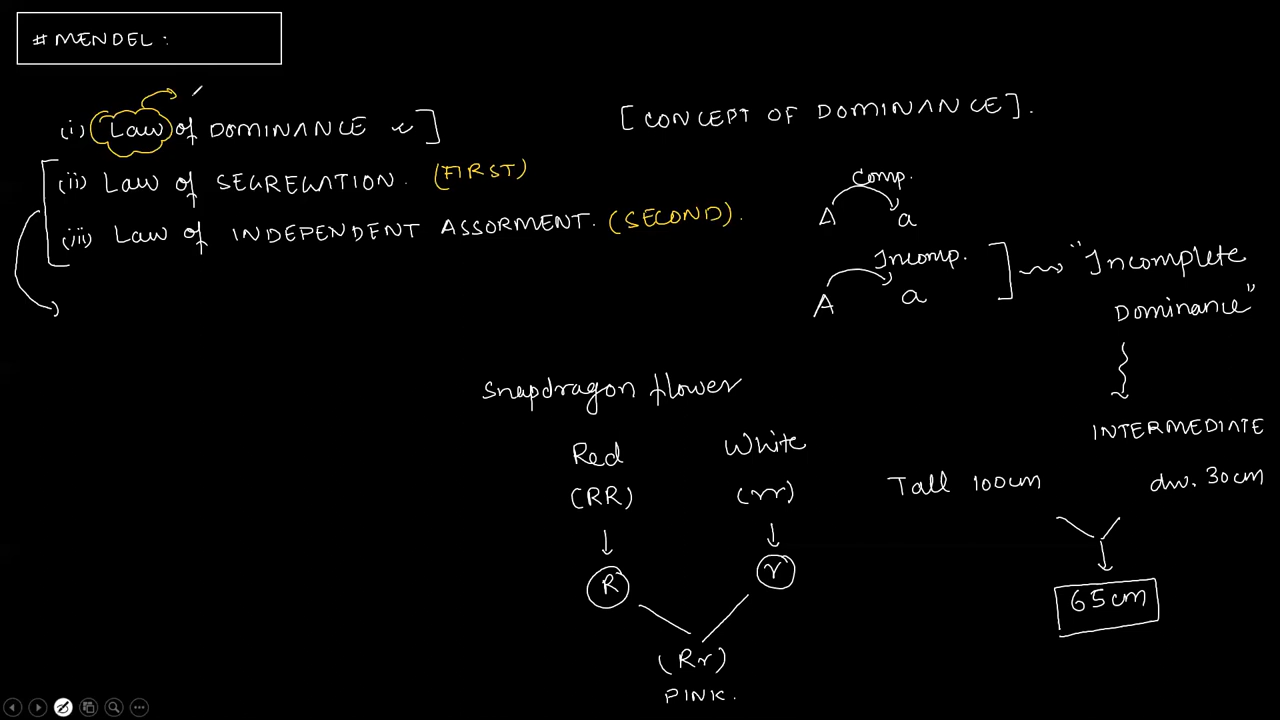 # MENDEL :
(i) Law of DOMINANCE
[CONCEPT OF DOMINANCE].
(ii) Law of SEGREGATION. (FIRST)
(iii) Law of INDEPENDENT ASSORMENT. (SECOND).
Comp.
A a
Incomp.
A a
"Incomplete
Dominance"
INTERMEDIATE
Snapdragon flower
Red White
(RR) (rr)
R r
(Rr)
PINK.
Tall 100cm dw. 30cm
65cm